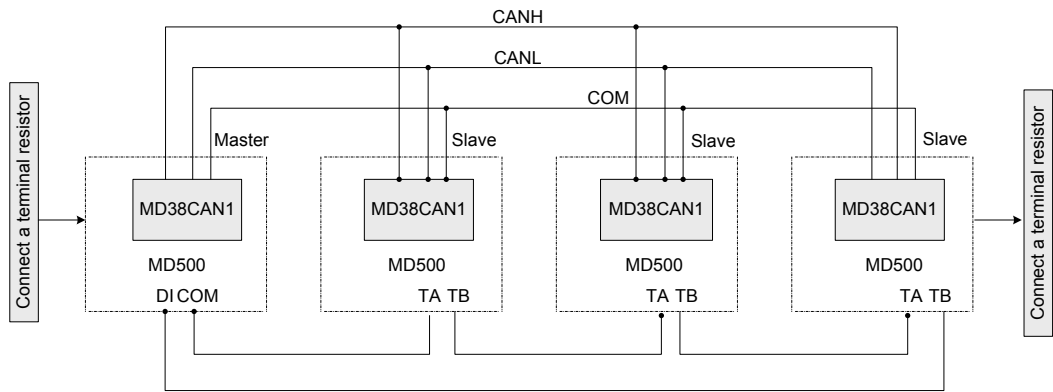 CANH
CANL
COM
Master
Slave
Slave
Slave
Connect a terminal resistor
MD38CAN1
MD38CAN1
MD38CAN1
MD38CAN1
Connect a terminal resistor
MD500
MD500
MD500
MD500
DI COM
TA TB
TA TB
TA TB